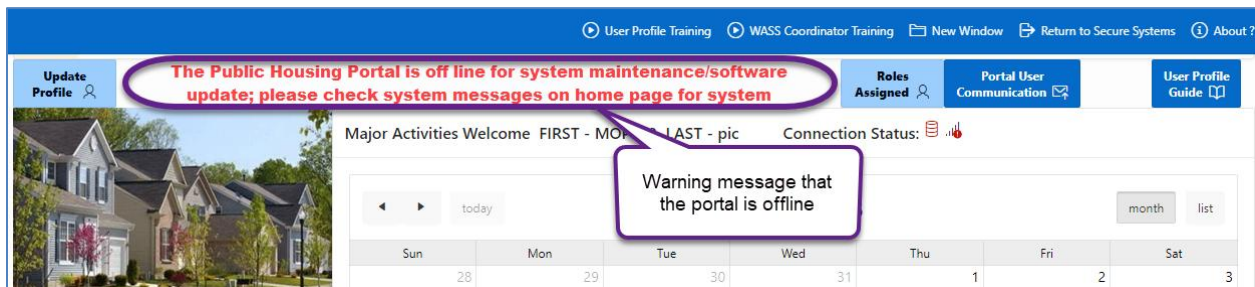 User Profile Training WASS Coordinator Training New Window Return to Secure Systems About ?
Update
Profile
The Public Housing Portal is off line for system maintenance/software
update; please check system messages on home page for system
Roles
Assigned
Portal User
Communication
User Profile
Guide
Major Activities Welcome FIRST - LAST - pic Connection Status:
Warning message that
the portal is offline
today
month list
Sun Mon Tue Wed Thu Fri Sat
28 29 30 31 1 2 3